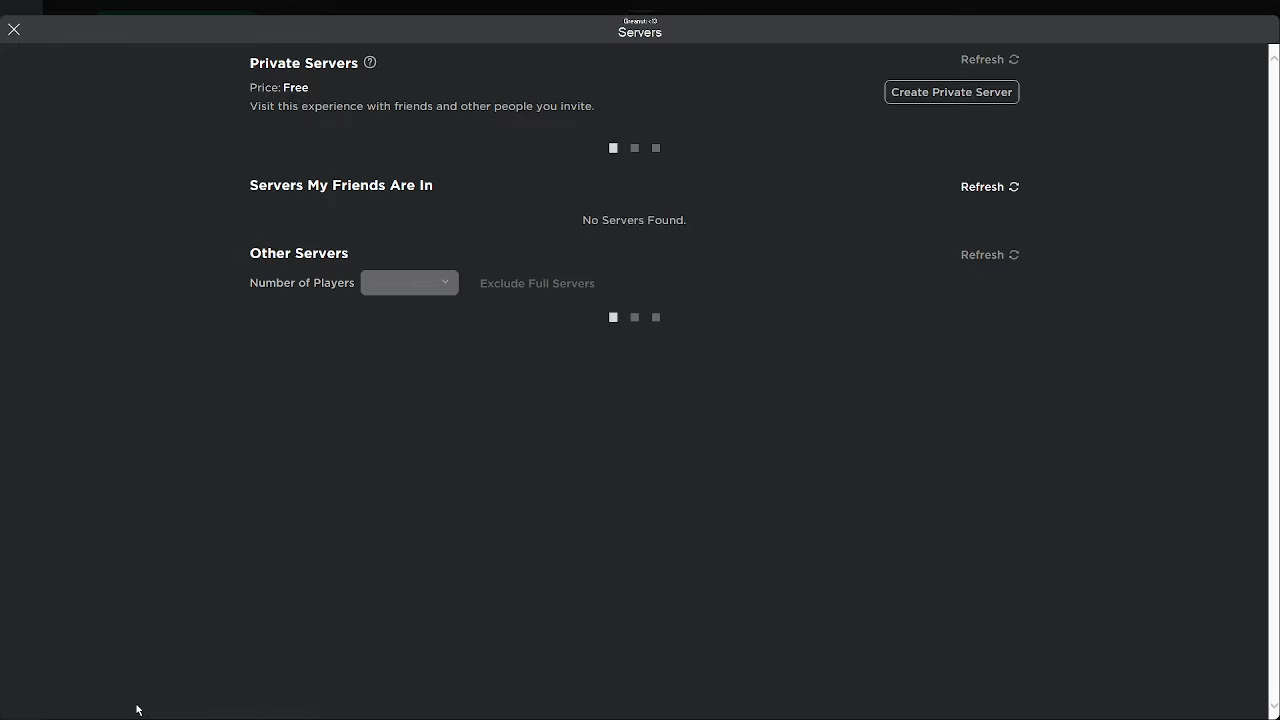 Servers
Private Servers
Refresh
Price: Free
Create Private Server
Visit this experience with friends and other people you invite.
Servers My Friends Are In
Refresh
No Servers Found.
Other Servers
Refresh
Number of Players
Exclude Full Servers